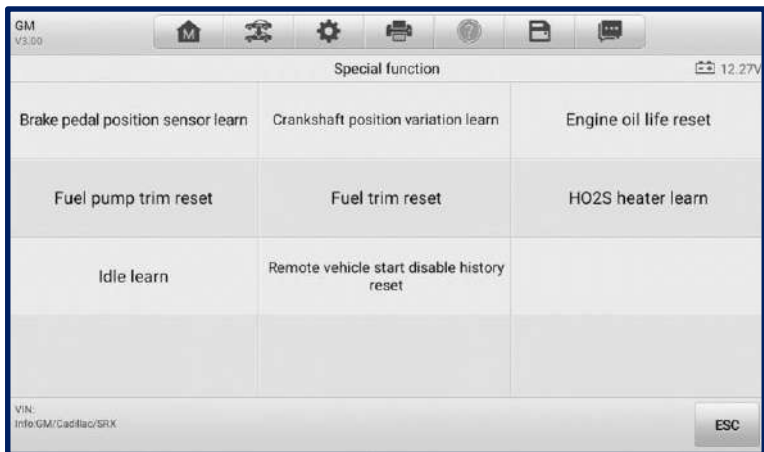 GM
V3.00
M
Special function
12.27V
Brake pedal position sensor learn
Crankshaft position variation learn
Engine oil life reset
Fuel pump trim reset
Fuel trim reset
HO2S heater learn
Idle learn
Remote vehicle start disable history
reset
VIN:
Info:GM/Cadillac/SRX
ESC